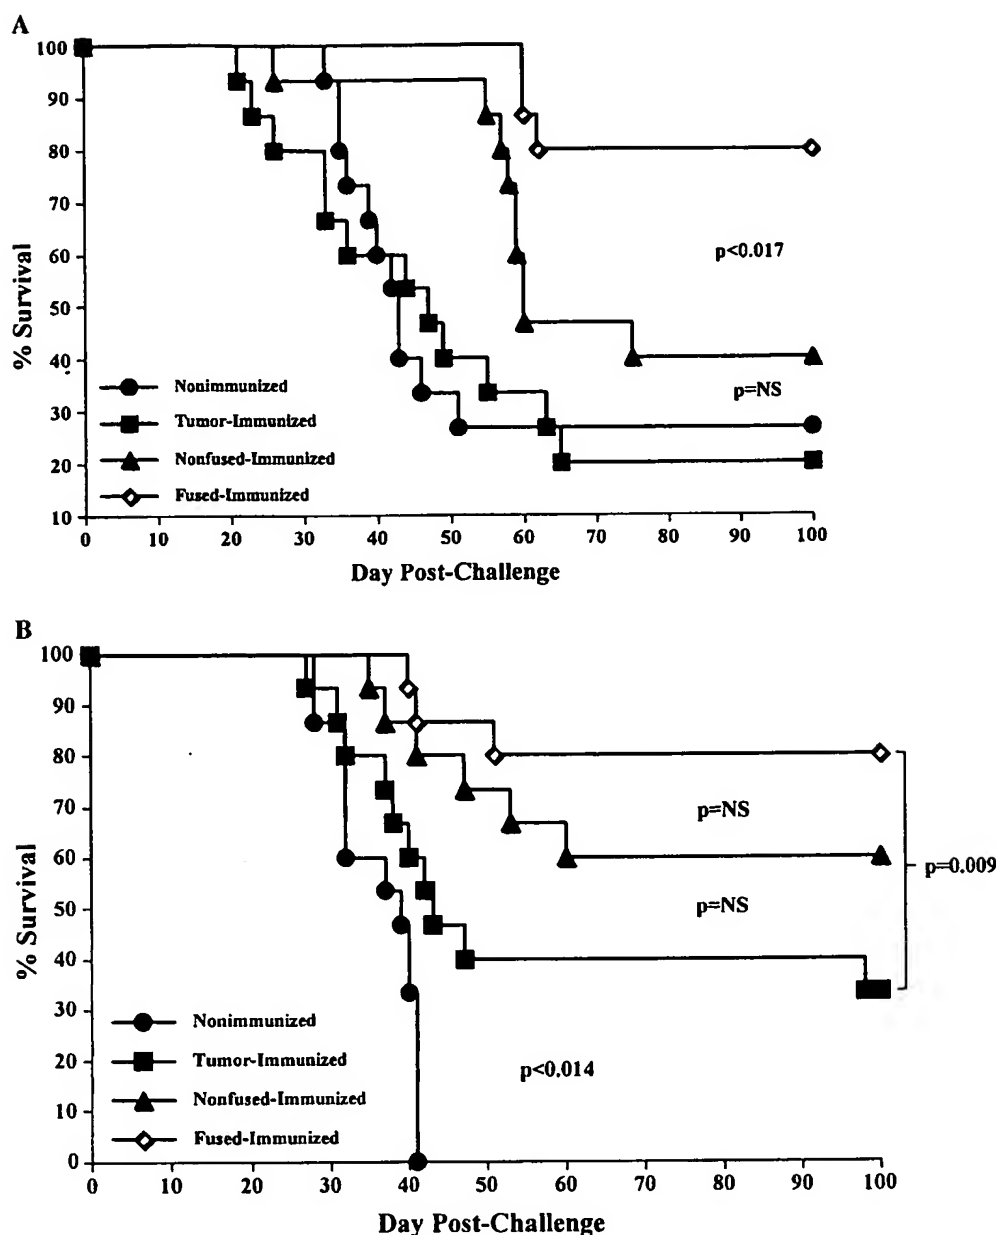 A
100
90
80
70
60
50
40
30
20
10
% Survival
p<0.017
p=NS
Nonimmunized
Tumor-Immunized
Nonfused-Immunized
Fused-Immunized
0 10 20 30 40 50 60 70 80 90 100
Day Post-Challenge
B
100
90
80
70
60
50
40
30
20
10
0
% Survival
p=NS
p=0.009
p=NS
p<0.014
Nonimmunized
Tumor-Immunized
Nonfused-Immunized
Fused-Immunized
0 10 20 30 40 50 60 70 80 90 100
Day Post-Challenge